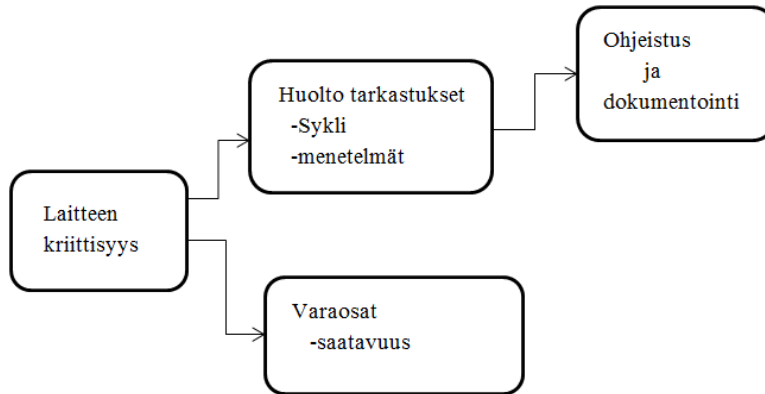 Laitteen
kriittisyys
Huolto tarkastukset
-Sykli
-menetelmät
Ohjeistus
ja
dokumentointi
Varaosat
-saatavuus